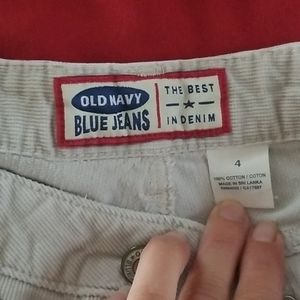 OLD NAVY
BLUE JEANS
THE BEST
IN DENIM
4
100% COTTON / COTON
MADE IN SRI LANKA